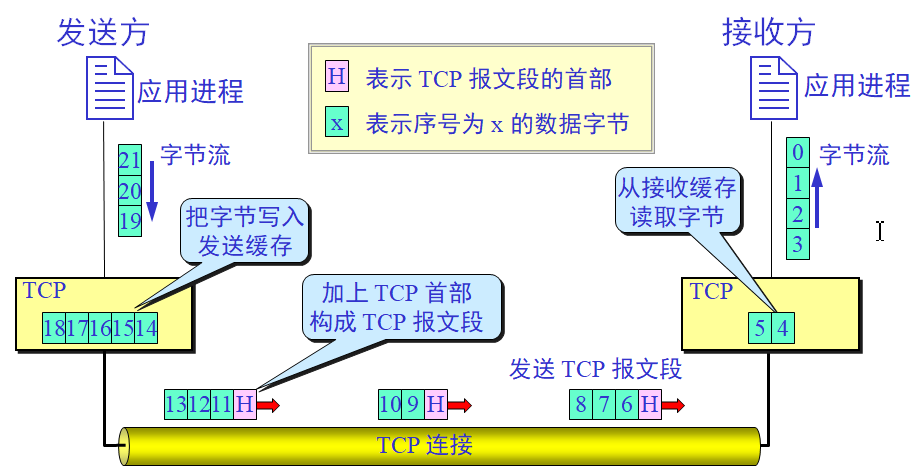 发送方
接收方
应用进程
H 表示 TCP 报文段的首部
x 表示序号为 x 的数据字节
应用进程
21
20
19
字节流
0
1
2
3
字节流
把字节写入
发送缓存
从接收缓存
读取字节
TCP
18 17 16 15 14
加上 TCP 首部
构成 TCP 报文段
TCP
5 4
发送 TCP 报文段
13 12 11 H
10 9 H
8 7 6 H
TCP 连接